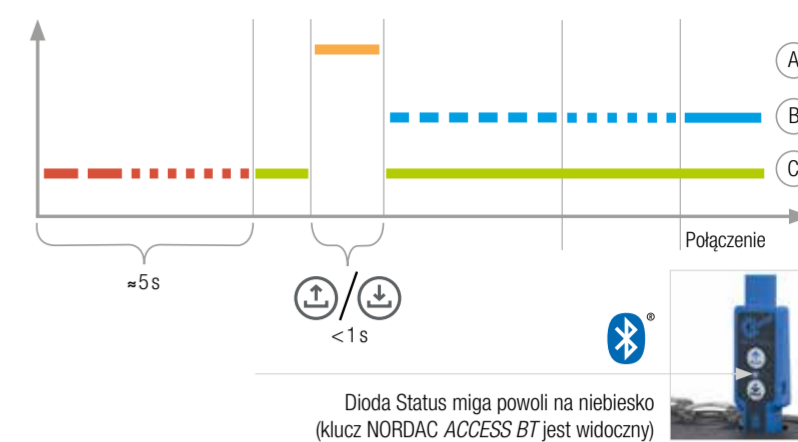 A
B
C
Połączenie
≈5s
<1s
®
Dioda Status miga powoli na niebiesko
(klucz NORDAC ACCESS BT jest widoczny)